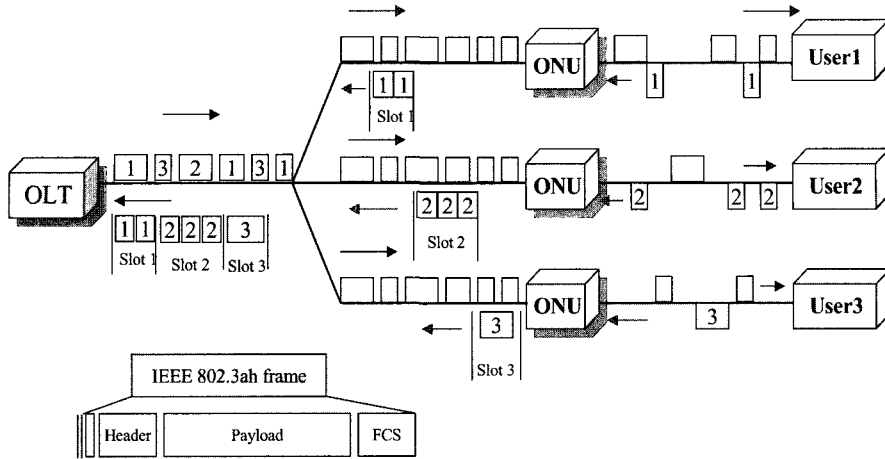 ONU
User1
1
1
1 1
Slot 1
OLT
1 3 2 1 3 1
ONU
User2
2
2 2
1 1 2 2 2 3
2 2 2
Slot 1 Slot 2 Slot 3
Slot 2
ONU
User3
3
3
Slot 3
IEEE 802.3ah frame
Header Payload FCS